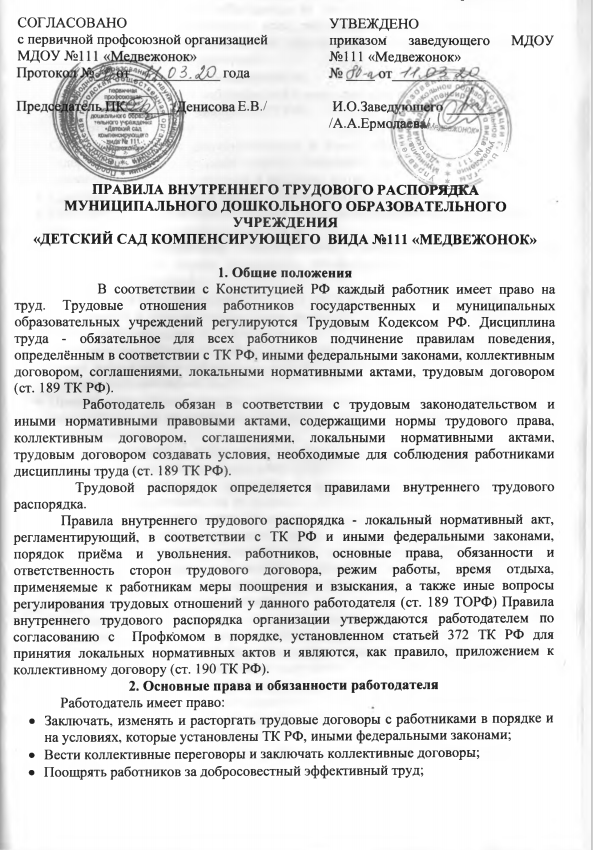 СОГЛАСОВАНО
с первичной профсоюзной организацией
МДОУ №111 «Медвежонок»
Протокол № от 11.03.20 года
Председатель ПК /Денисова Е.В./
УТВЕЖДЕНО
приказом заведующего МДОУ
№111 «Медвежонок»
№ от 11.03.20
И.О.Заведующего
/А.А.Ермолаева/
ПРАВИЛА ВНУТРЕННЕГО ТРУДОВОГО РАСПОРЯДКА
МУНИЦИПАЛЬНОГО ДОШКОЛЬНОГО ОБРАЗОВАТЕЛЬНОГО
УЧРЕЖДЕНИЯ
«ДЕТСКИЙ САД КОМПЕНСИРУЮЩЕГО ВИДА №111 «МЕДВЕЖОНОК»
1. Общие положения
В соответствии с Конституцией РФ каждый работник имеет право на
труд. Трудовые отношения работников государственных и муниципальных
образовательных учреждений регулируются Трудовым Кодексом РФ. Дисциплина
труда - обязательное для всех работников подчинение правилам поведения,
определённым в соответствии с ТК РФ, иными федеральными законами, коллективным
договором, соглашениями, локальными нормативными актами, трудовым договором
(ст. 189 ТК РФ).
Работодатель обязан в соответствии с трудовым законодательством и
иными нормативными правовыми актами, содержащими нормы трудового права,
коллективным договором. соглашениями, локальными нормативными актами,
трудовым договором создавать условия, необходимые для соблюдения работниками
дисциплины труда (ст. 189 ТК РФ).
Трудовой распорядок определяется правилами внутреннего трудового
распорядка.
Правила внутреннего трудового распорядка - локальный нормативный акт,
регламентирующий, в соответствии с ТК РФ и иными федеральными законами,
порядок приёма и увольнения. работников, основные права, обязанности и
ответственность сторон трудового договора, режим работы, время отдыха,
применяемые к работникам меры поощрения и взыскания, а также иные вопросы
регулирования трудовых отношений у данного работодателя (ст. 189 ТОРФ) Правила
внутреннего трудового распорядка организации утверждаются работодателем по
согласованию с Профкомом в порядке, установленном статьей 372 ТК РФ для
принятия локальных нормативных актов и являются, как правило, приложением к
коллективному договору (ст. 190 ТК РФ).
2. Основные права и обязанности работодателя
Работодатель имеет право:
• Заключать, изменять и расторгать трудовые договоры с работниками в порядке и
на условиях, которые установлены ТК РФ, иными федеральными законами;
• Вести коллективные переговоры и заключать коллективные договоры;
• Поощрять работников за добросовестный эффективный труд;